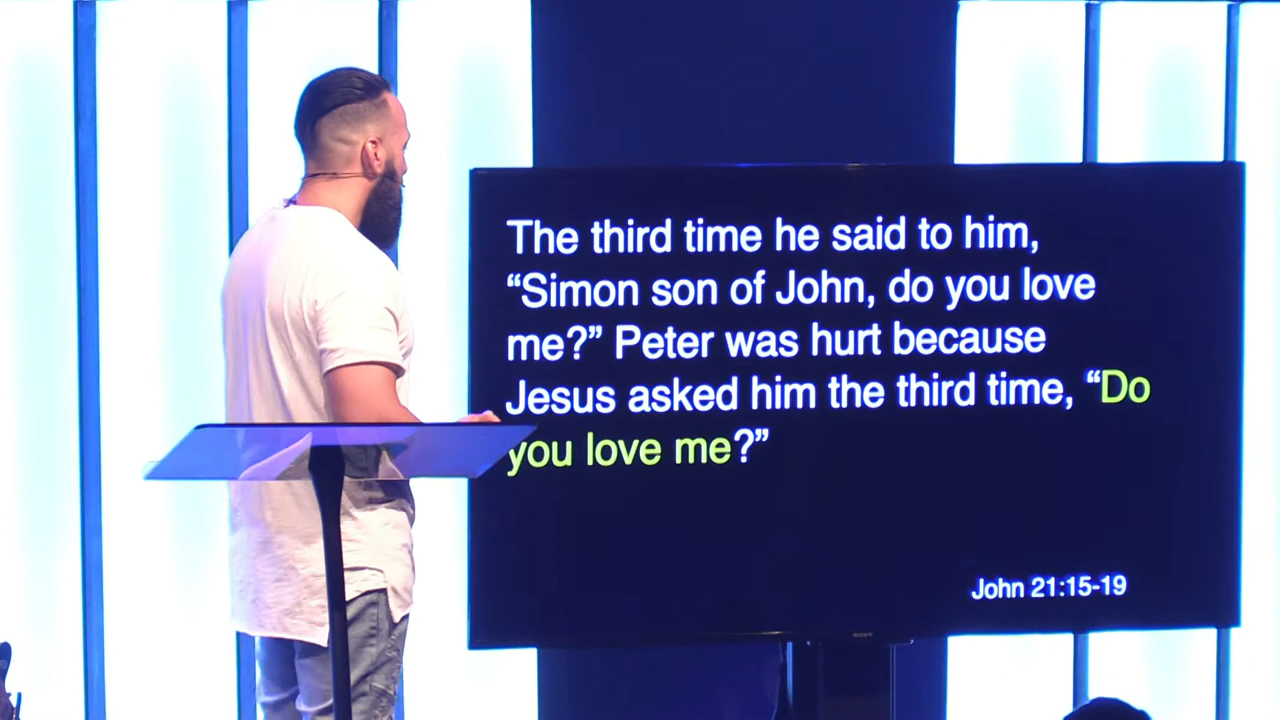 The third time he said to him,
“Simon son of John, do you love
me?” Peter was hurt because
Jesus asked him the third time, “Do
you love me?”
John 21:15-19
SONY